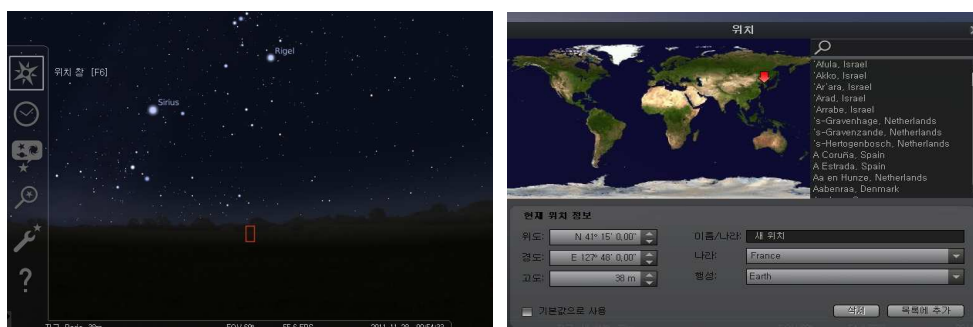 Rigel
위치 창 [F6]
Sirius
위치
'Afula, Israel
'Akko, Israel
'Ar'ara, Israel
'Arad, Israel
'Arrabe, Israel
's-Gravenhage, Netherlands
's-Gravenzande, Netherlands
's-Hertogenbosch, Netherlands
A Coruña, Spain
A Estrada, Spain
Aa en Hunze, Netherlands
Aabenraa, Denmark
현재 위치 정보
위도: N 41° 15' 0.00" 이름/나라: 새 위치
경도: E 127° 48' 0.00" 나라: France
고도: 38 m 행성: Earth
기본값으로 사용 삭제 목록에 추가